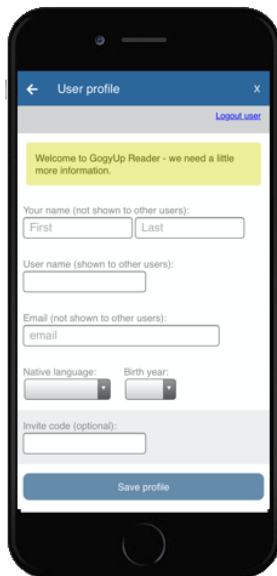 User profile X
Logout user
Welcome to GogyUp Reader - we need a little
more information.
Your name (not shown to other users):
First Last
User name (shown to other users):
Email (not shown to other users):
email
Native language: Birth year:
Invite code (optional):
Save profile